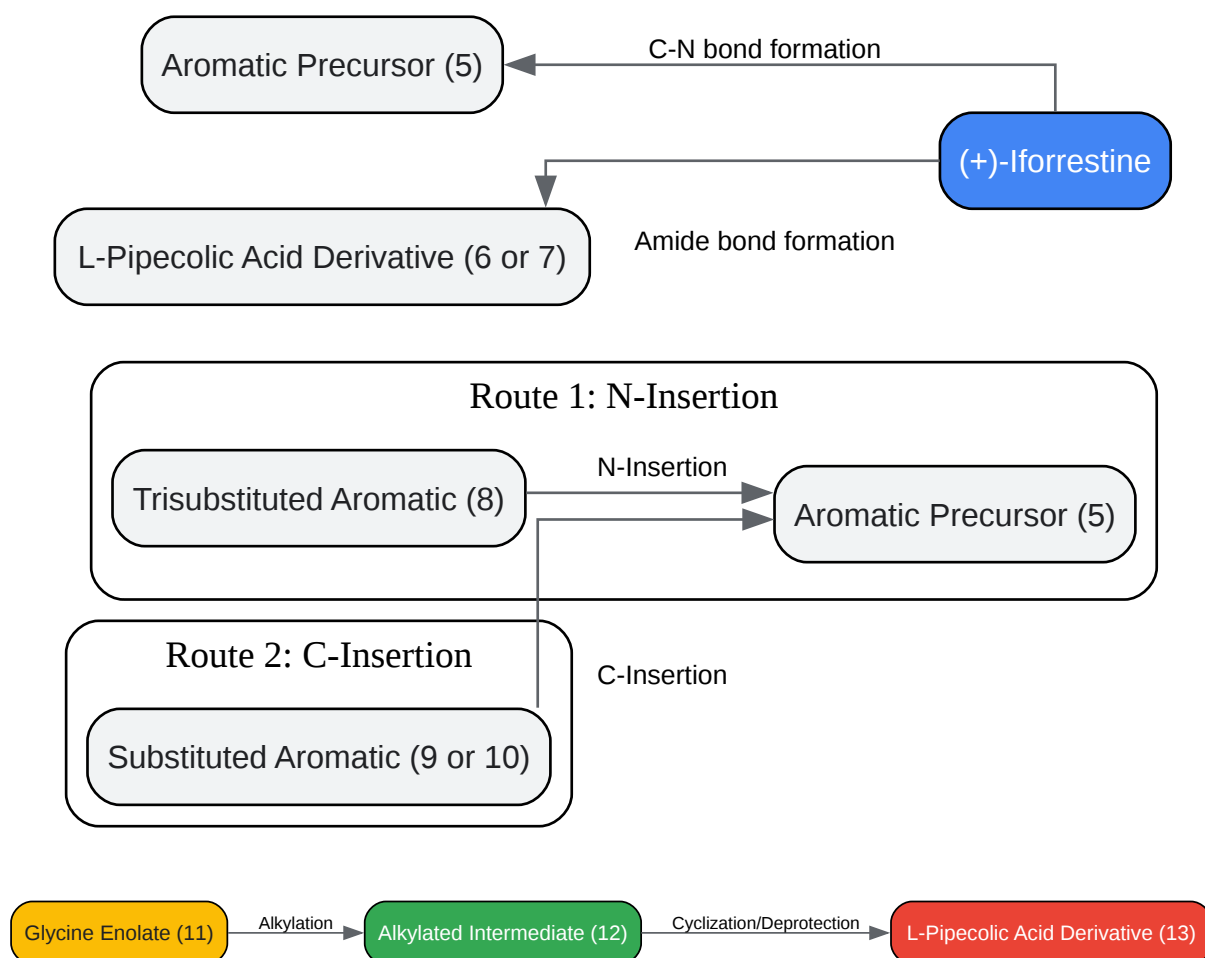 C-N bond formation
Aromatic Precursor (5)
(+)-Iforrestine
L-Pipecolic Acid Derivative (6 or 7)
Amide bond formation
Route 1: N-Insertion
Trisubstituted Aromatic (8)
N-Insertion
Aromatic Precursor (5)
Route 2: C-Insertion
C-Insertion
Substituted Aromatic (9 or 10)
Glycine Enolate (11)
Alkylation
Alkylated Intermediate (12)
Cyclization/Deprotection
L-Pipecolic Acid Derivative (13)